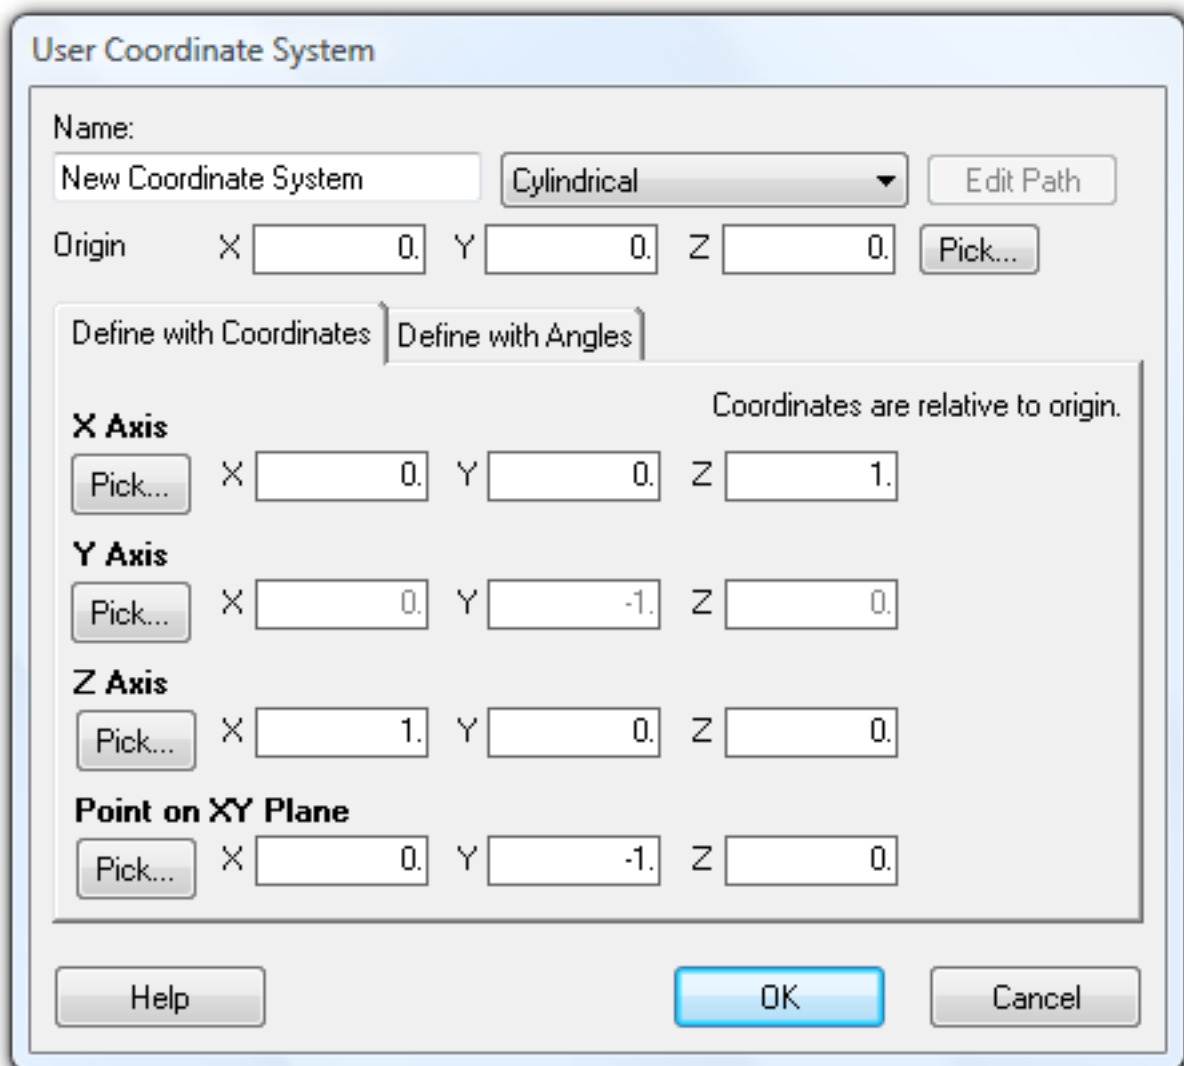 User Coordinate System
Name:
New Coordinate System Cylindrical Edit Path
Origin X 0. Y 0. Z 0. Pick...
Define with Coordinates Define with Angles
Coordinates are relative to origin.
X Axis
Pick... X 0. Y 0. Z 1.
Y Axis
Pick... X 0. Y -1. Z 0.
Z Axis
Pick... X 1. Y 0. Z 0.
Point on XY Plane
Pick... X 0. Y -1. Z 0.
Help OK Cancel